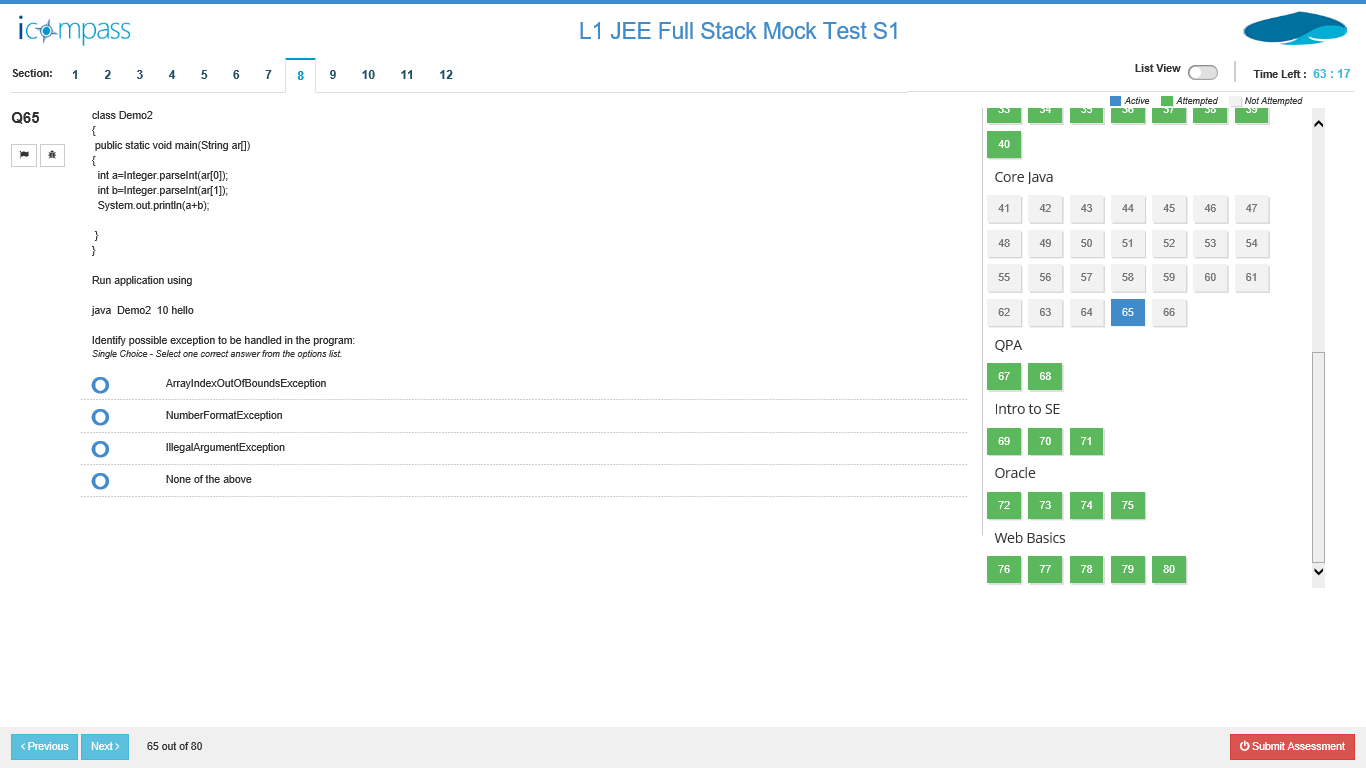 icompass
L1 JEE Full Stack Mock Test S1
Section: 1 2 3 4 5 6 7 8 9 10 11 12
List View
Time Left : 63 : 17
Active Attempted Not Attempted
Q65
class Demo2
{
public static void main(String ar[])
{
int a=Integer.parseInt(ar[0]);
int b=Integer.parseInt(ar[1]);
System.out.println(a+b);
}
}
Run application using
java Demo2 10 hello
Identify possible exception to be handled in the program:
Single Choice - Select one correct answer from the options list.
ArrayIndexOutOfBoundsException
NumberFormatException
IllegalArgumentException
None of the above
33 34 35 36 37 38 39
40
Core Java
41 42 43 44 45 46 47
48 49 50 51 52 53 54
55 56 57 58 59 60 61
62 63 64 65 66
QPA
67 68
Intro to SE
69 70 71
Oracle
72 73 74 75
Web Basics
76 77 78 79 80
Previous
Next
65 out of 80
Submit Assessment